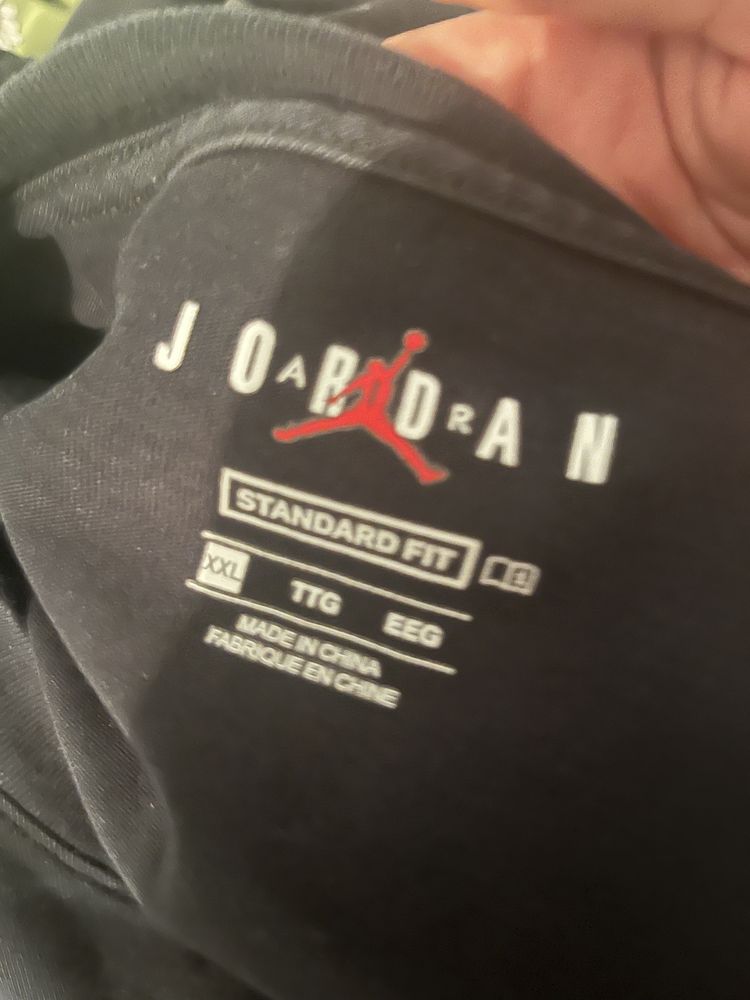 JORDAN
AIR
STANDARD FIT
XXL TTG EEG
MADE IN CHINA
FABRIQUE EN CHINE